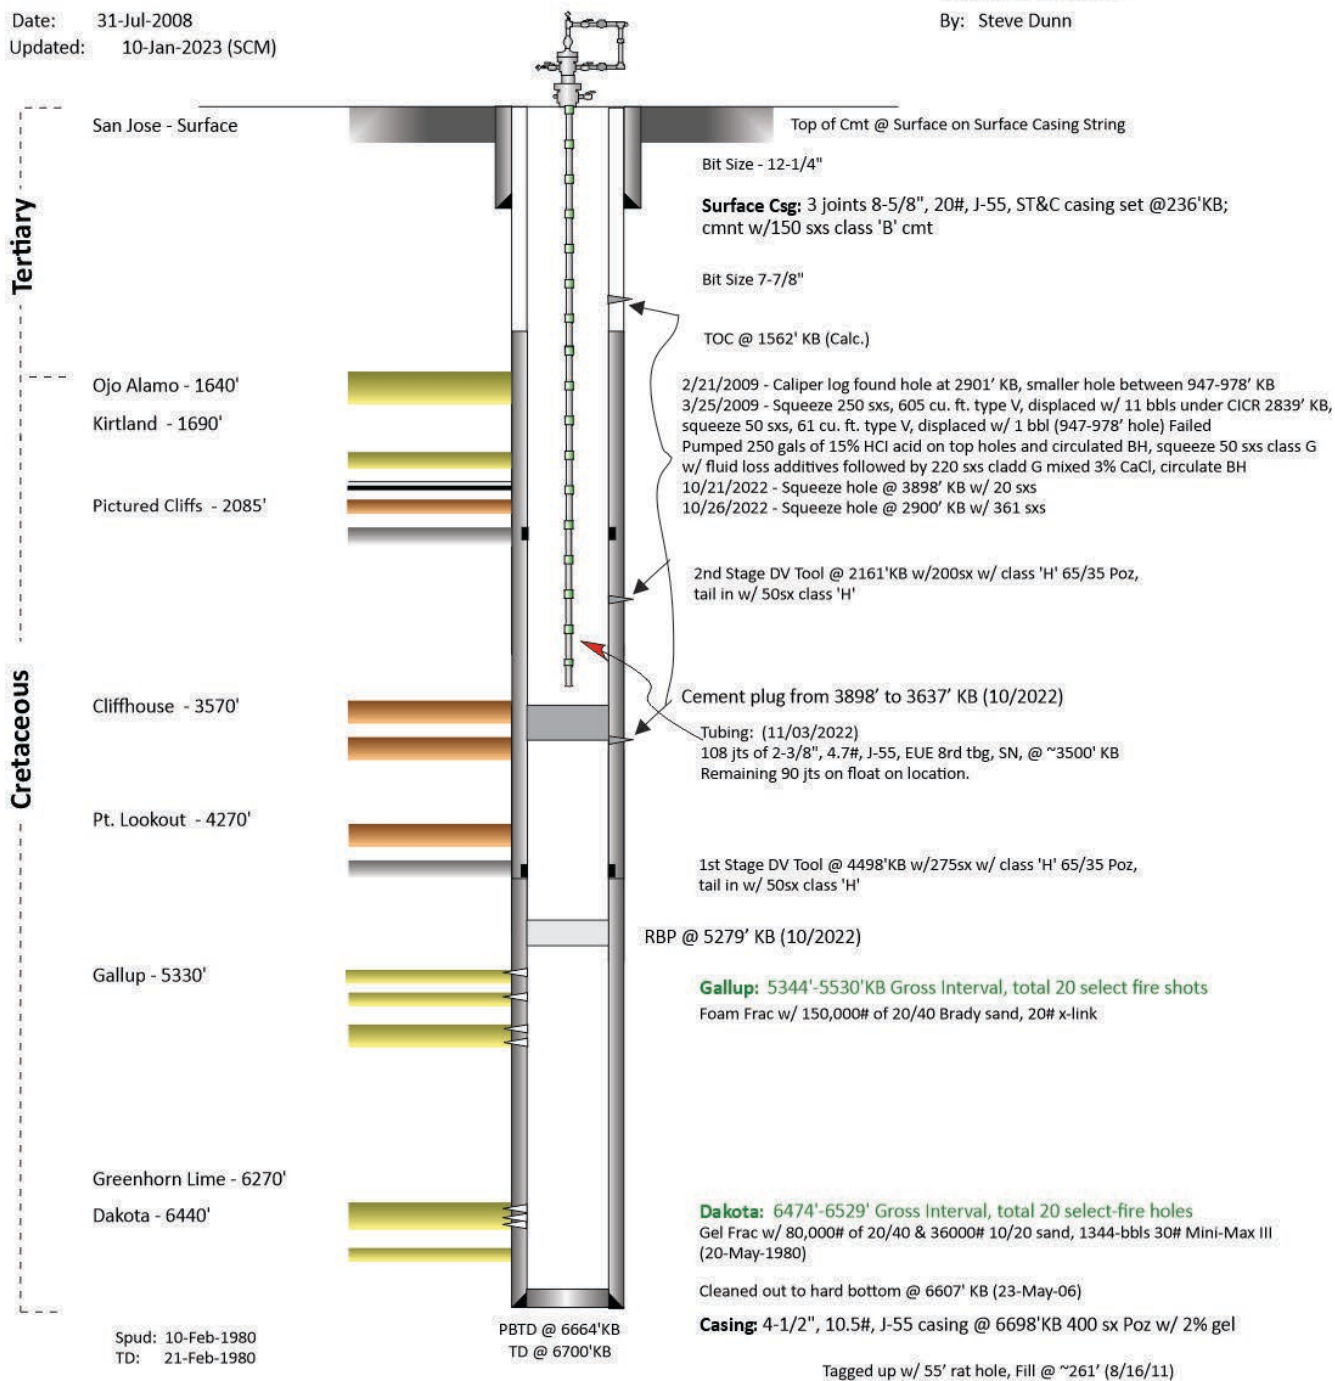 Date: 31-Jul-2008
By: Steve Dunn
Updated: 10-Jan-2023 (SCM)
San Jose - Surface
Top of Cmt @ Surface on Surface Casing String
Bit Size - 12-1/4"
Tertiary
Surface Csg: 3 joints 8-5/8", 20#, J-55, ST&C casing set @236'KB;
cmnt w/150 sxs class 'B' cmt
Bit Size 7-7/8"
TOC @ 1562' KB (Calc.)
Ojo Alamo - 1640'
Kirtland - 1690'
Pictured Cliffs - 2085'
2/21/2009 - Caliper log found hole at 2901' KB, smaller hole between 947-978' KB
3/25/2009 - Squeeze 250 sxs, 605 cu. ft. type V, displaced w/ 11 bbls under CICR 2839' KB,
squeeze 50 sxs, 61 cu. ft. type V, displaced w/ 1 bbl (947-978' hole) Failed
Pumped 250 gals of 15% HCl acid on top holes and circulated BH, squeeze 50 sxs class G
w/ fluid loss additives followed by 220 sxs cladd G mixed 3% CaCl, circulate BH
10/21/2022 - Squeeze hole @ 3898' KB w/ 20 sxs
10/26/2022 - Squeeze hole @ 2900' KB w/ 361 sxs
2nd Stage DV Tool @ 2161'KB w/200sx w/ class 'H' 65/35 Poz,
tail in w/ 50sx class 'H'
Cretaceous
Cliffhouse - 3570'
Cement plug from 3898' to 3637' KB (10/2022)
Tubing: (11/03/2022)
108 jts of 2-3/8", 4.7#, J-55, EUE 8rd tbg, SN, @ ~3500' KB
Remaining 90 jts on float on location.
Pt. Lookout - 4270'
1st Stage DV Tool @ 4498'KB w/275sx w/ class 'H' 65/35 Poz,
tail in w/ 50sx class 'H'
RBP @ 5279' KB (10/2022)
Gallup - 5330'
Gallup: 5344'-5530'KB Gross Interval, total 20 select fire shots
Foam Frac w/ 150,000# of 20/40 Brady sand, 20# x-link
Greenhorn Lime - 6270'
Dakota - 6440'
Dakota: 6474'-6529' Gross Interval, total 20 select-fire holes
Gel Frac w/ 80,000# of 20/40 & 36000# 10/20 sand, 1344-bbls 30# Mini-Max III
(20-May-1980)
Cleaned out to hard bottom @ 6607' KB (23-May-06)
Casing: 4-1/2", 10.5#, J-55 casing @ 6698'KB 400 sx Poz w/ 2% gel
PBTD @ 6664'KB
TD @ 6700'KB
Spud: 10-Feb-1980
TD: 21-Feb-1980
Tagged up w/ 55' rat hole, Fill @ ~261' (8/16/11)